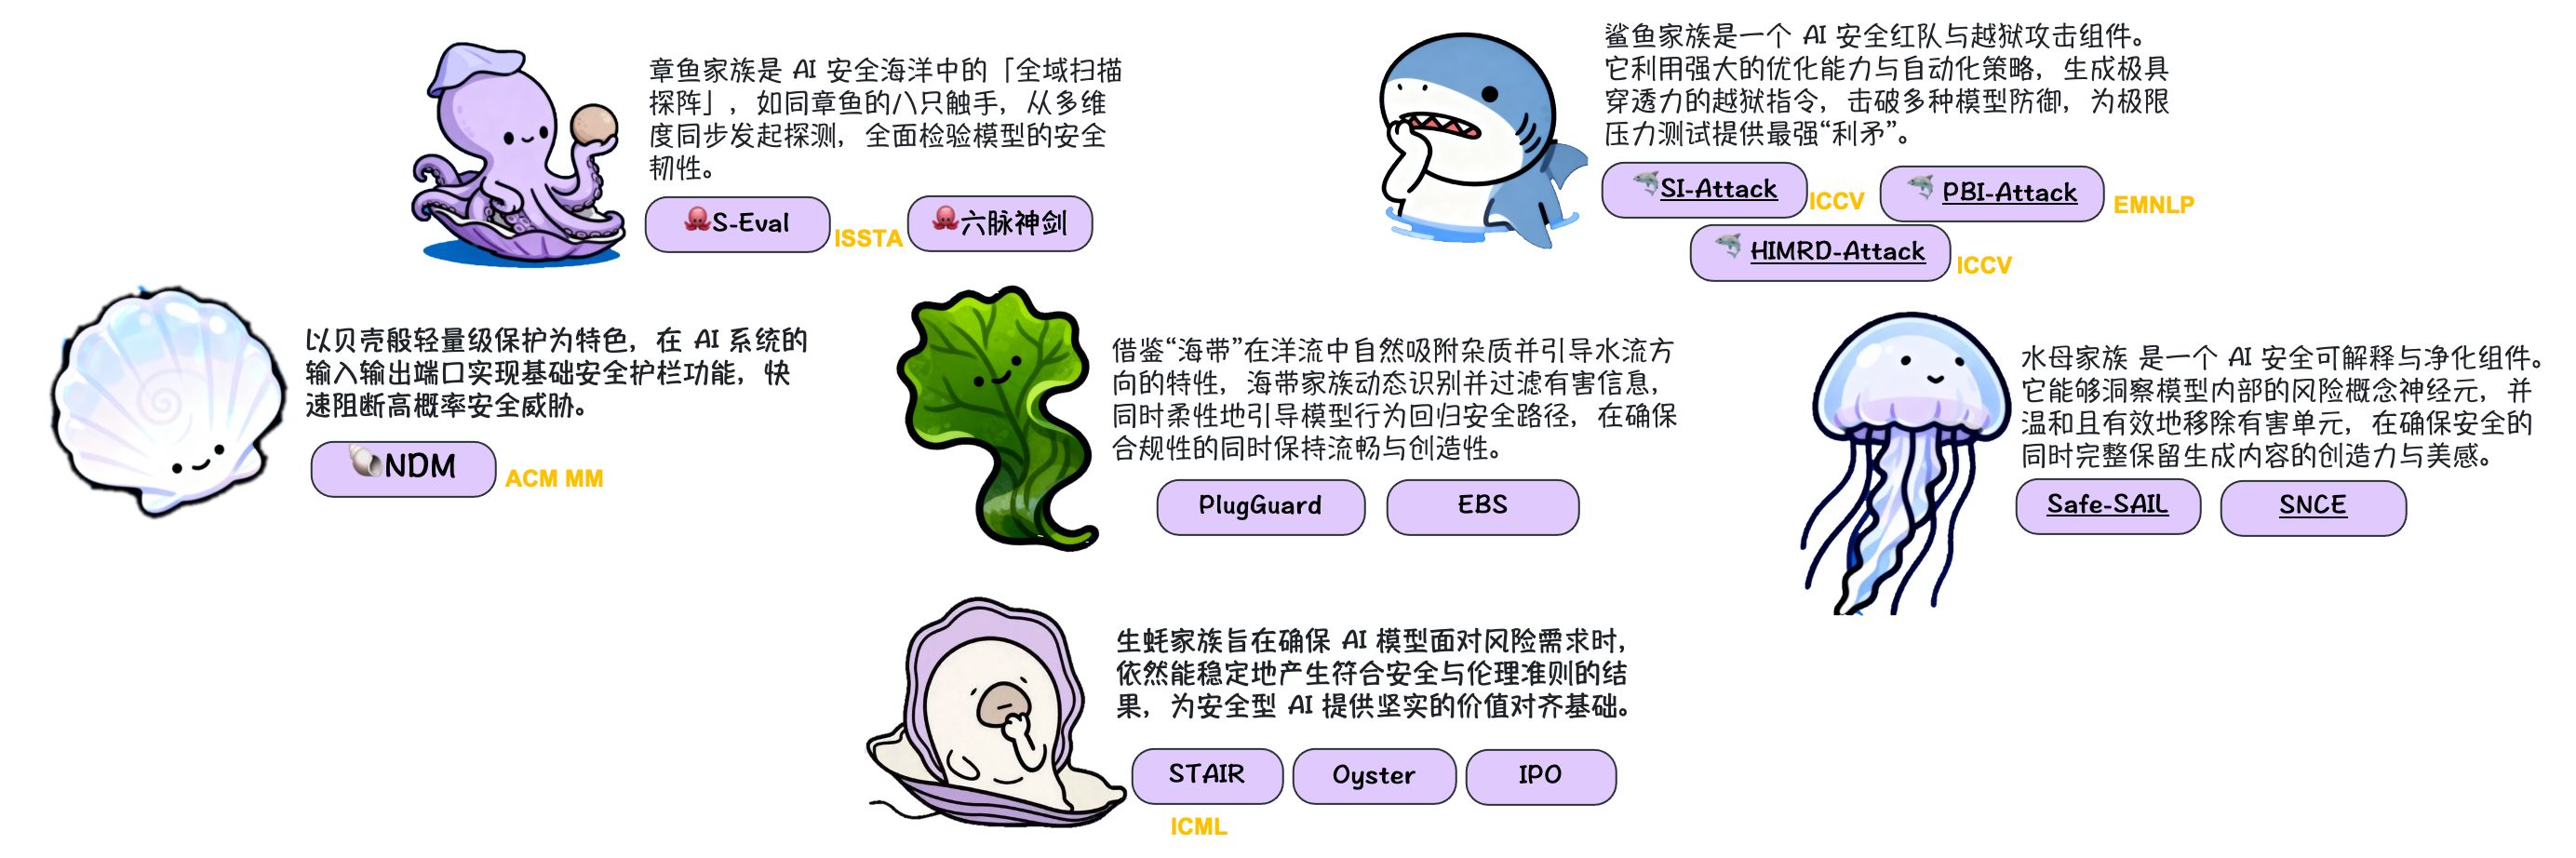 章鱼家族是 AI 安全海洋中的「全域扫描
探阵」，如同章鱼的八只触手，从多维
度同步发起探测，全面检验模型的安全
韧性。
S-Eval
ISSTA
六脉神剑
鲨鱼家族是一个 AI 安全红队与越狱攻击组件。
它利用强大的优化能力与自动化策略，生成极具
穿透力的越狱指令，击破多种模型防御，为极限
压力测试提供最强“利矛”。
SI-Attack
ICCV
PBI-Attack
EMNLP
HIMRD-Attack
ICCV
以贝壳般轻量级保护为特色，在 AI 系统的
输入输出端口实现基础安全护栏功能，快
速阻断高概率安全威胁。
NDM
ACM MM
借鉴“海带”在洋流中自然吸附杂质并引导水流方
向的特性，海带家族动态识别并过滤有害信息，
同时柔性地引导模型行为回归安全路径，在确保
合规性的同时保持流畅与创造性。
PlugGuard
EBS
水母家族 是一个 AI 安全可解释与净化组件。
它能够洞察模型内部的风险概念神经元，并
温和且有效地移除有害单元，在确保安全的
同时完整保留生成内容的创造力与美感。
Safe-SAIL
SNCE
生蚝家族旨在确保 AI 模型面对风险需求时，
依然能稳定地产生符合安全与伦理准则的结
果，为安全型 AI 提供坚实的价值对齐基础。
STAIR
Oyster
IPO
ICML